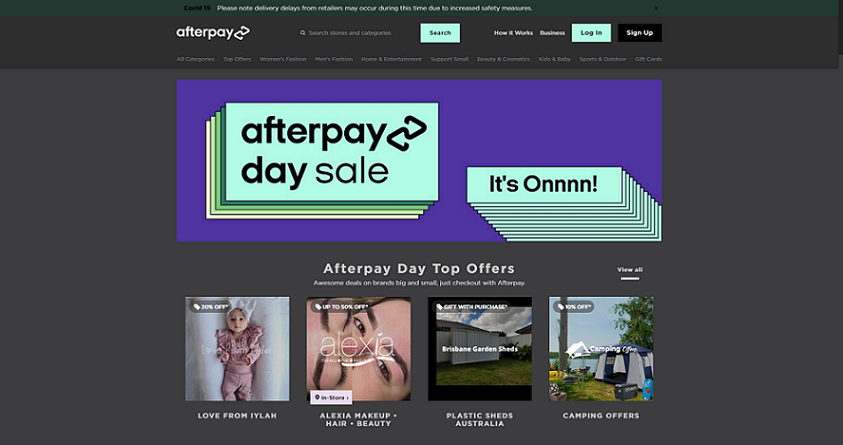 Covid 19 Please note delivery delays from retailers may occur during this time due to increased safety measures. ×
afterpay
Search stores and categories
Search
How it Works
Business
Log In
Sign Up
All Categories Top Offers Women's Fashion Men's Fashion Home & Entertainment Support Small Beauty & Cosmetics Kids & Baby Sports & Outdoor Gift Cards
afterpay
day sale
It's Onnnn!
Afterpay Day Top Offers
View all
Awesome deals on brands big and small, just checkout with Afterpay.
20% OFF*
UP TO 50% OFF*
GIFT WITH PURCHASE*
10% OFF*
alexia
Brisbane Garden Sheds
Camping Offers
In-Store ›
LOVE FROM IYLAH
ALEXIA MAKEUP •
HAIR • BEAUTY
PLASTIC SHEDS
AUSTRALIA
CAMPING OFFERS